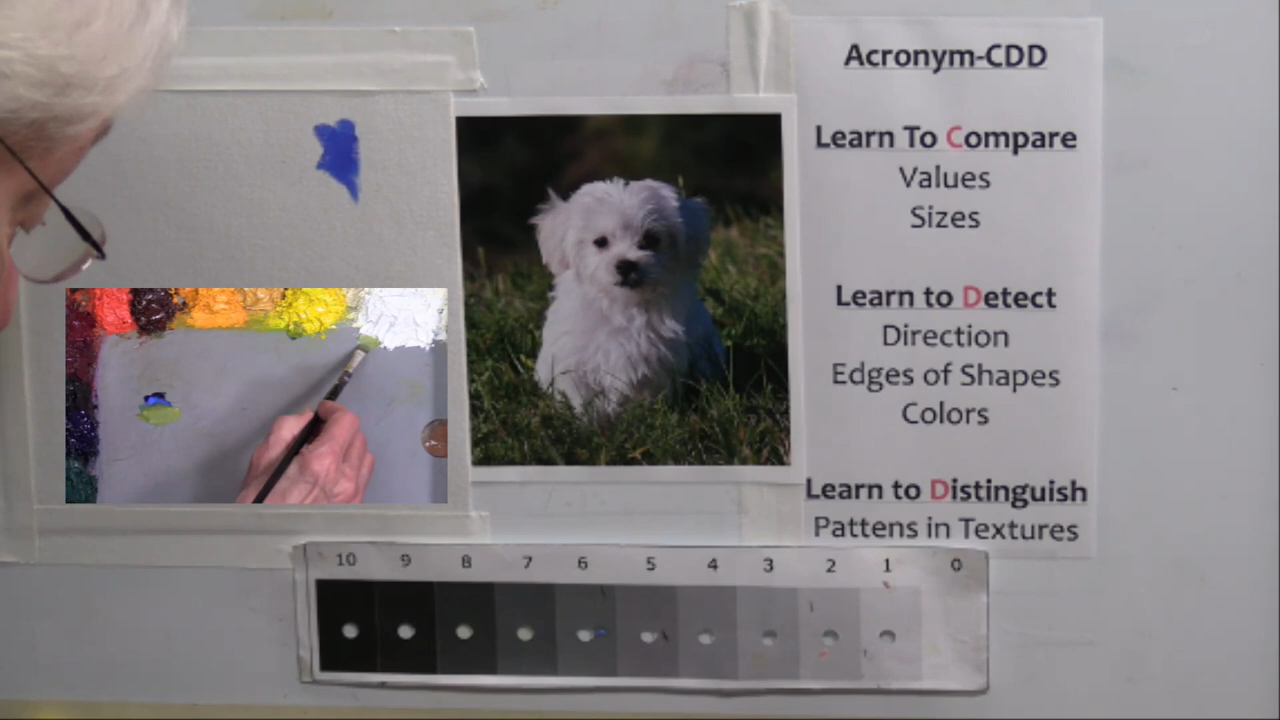 Acronym-CDD
Learn To Compare
Values
Sizes
Learn to Detect
Direction
Edges of Shapes
Colors
Learn to Distinguish
Pattens in Textures
10 9 8 7 6 5 4 3 2 1 0